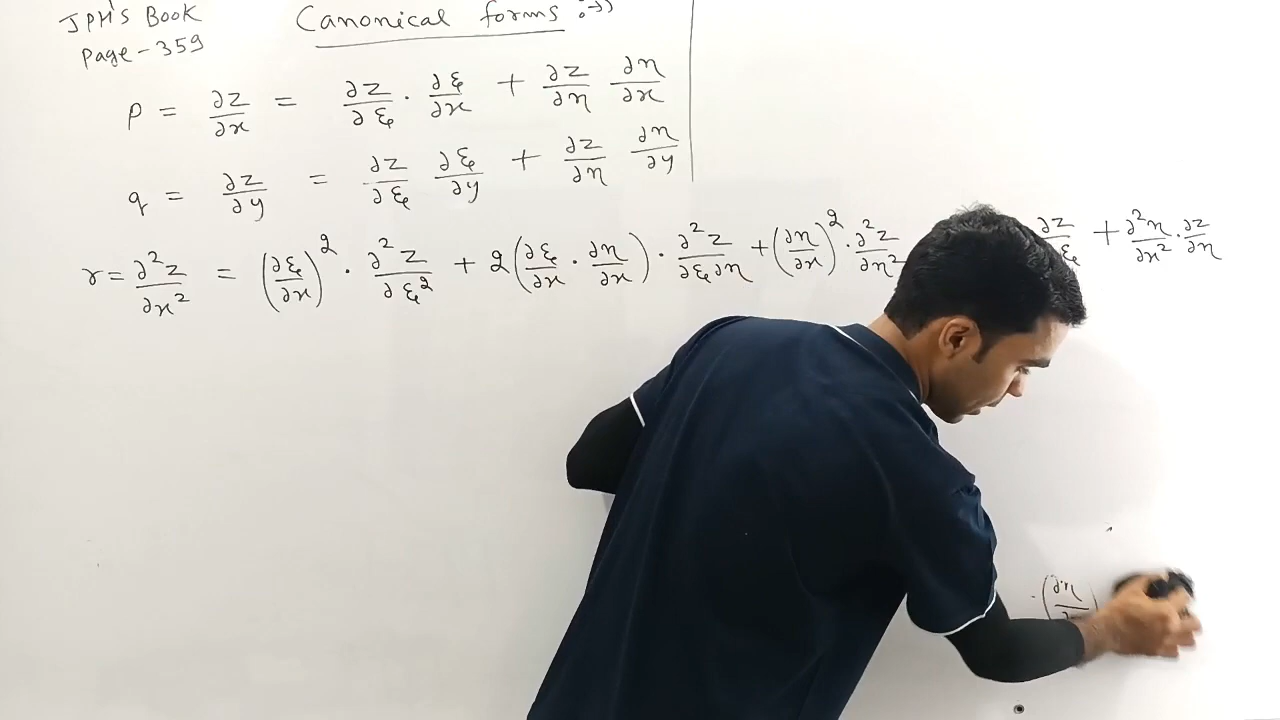 JPH's Book
Page - 359
Canonical forms :→))
p = ∂z/∂x = ∂z/∂ξ · ∂ξ/∂x + ∂z/∂η ∂η/∂x
q = ∂z/∂y = ∂z/∂ξ ∂ξ/∂y + ∂z/∂η ∂η/∂y
r = ∂²z/∂x² = (∂ξ/∂x)² · ∂²z/∂ξ² + 2(∂ξ/∂x · ∂η/∂x) · ∂²z/∂ξ∂η + (∂η/∂x)² · ∂²z/∂η² ∂z/∂ξ + ∂²η/∂x² · ∂z/∂η